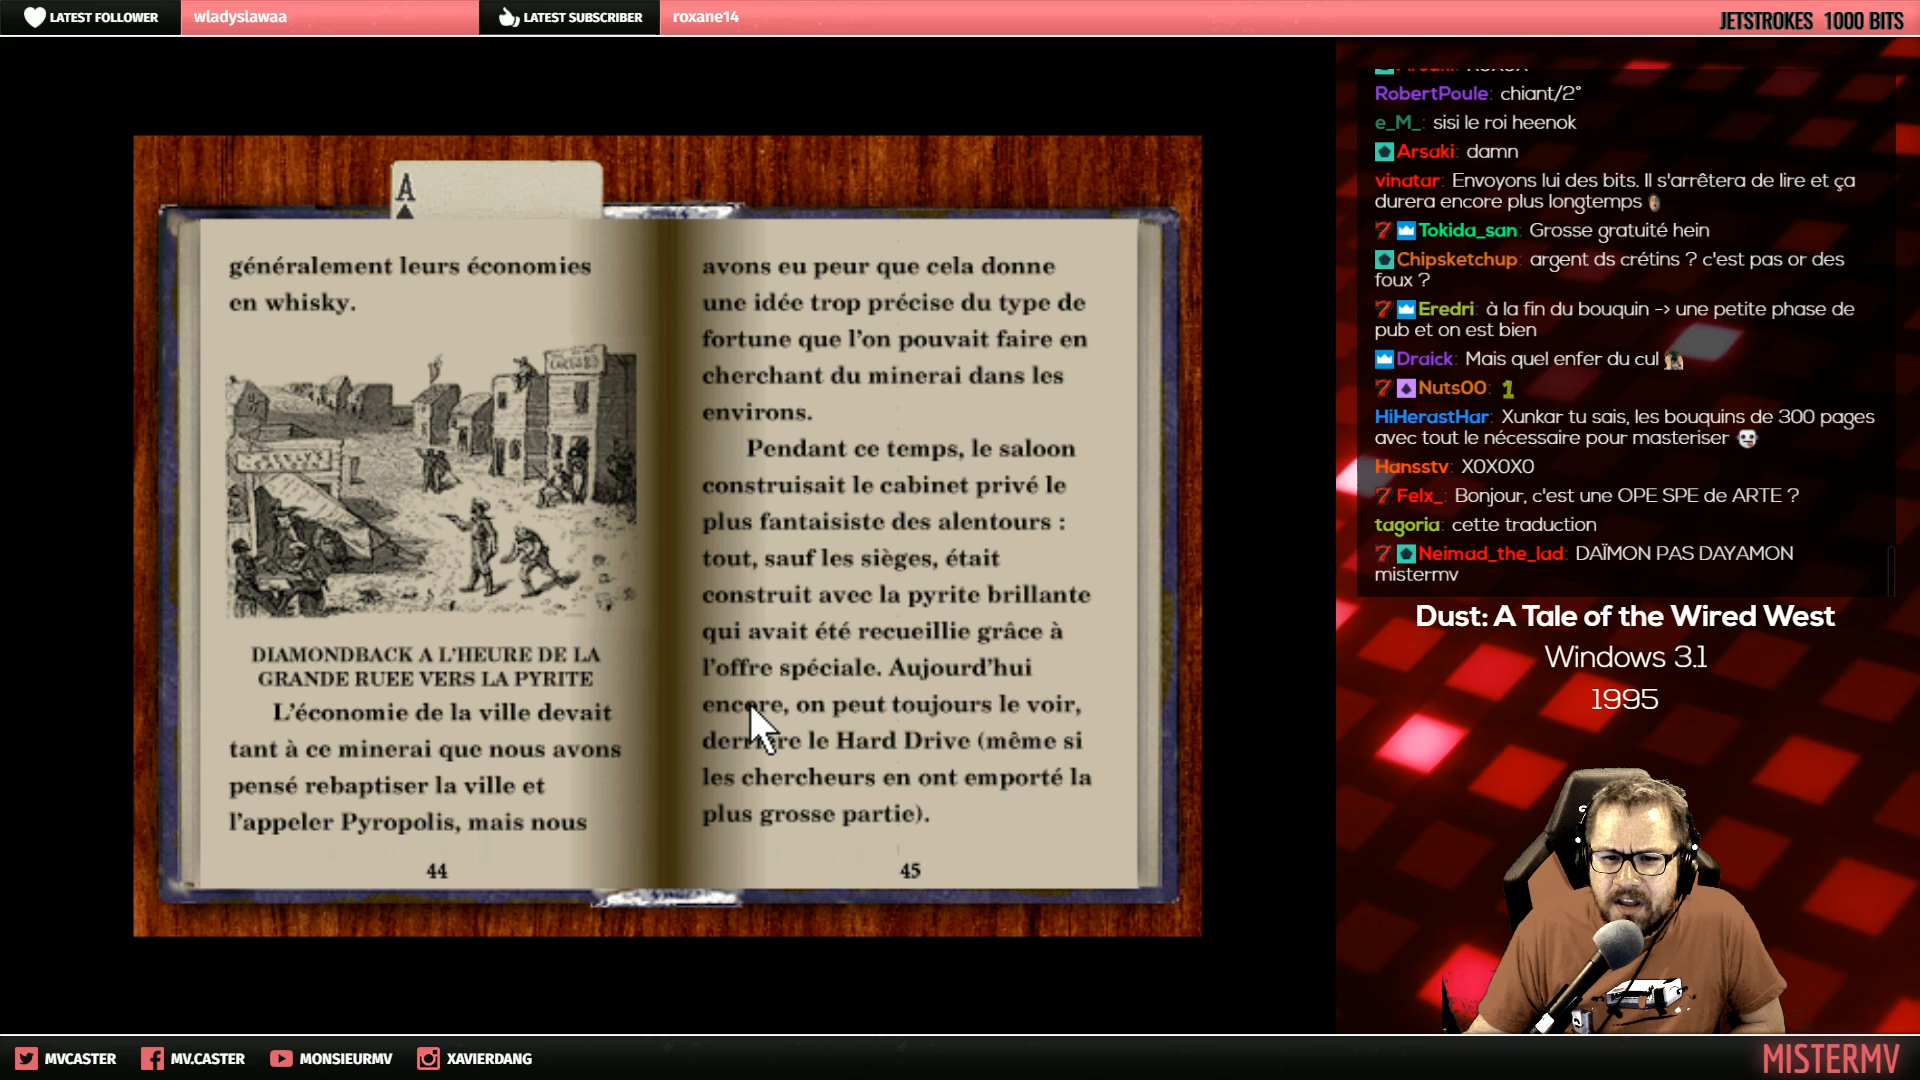 LATEST FOLLOWER wladyslawaa LATEST SUBSCRIBER roxane14 JETSTROKES 1000 BITS
A
généralement leurs économies
en whisky.
DIAMONDBACK A L'HEURE DE LA
GRANDE RUEE VERS LA PYRITE
L'économie de la ville devait
tant à ce minerai que nous avons
pensé rebaptiser la ville et
l'appeler Pyropolis, mais nous
44
avons eu peur que cela donne
une idée trop précise du type de
fortune que l'on pouvait faire en
cherchant du minerai dans les
environs.
Pendant ce temps, le saloon
construisait le cabinet privé le
plus fantaisiste des alentours :
tout, sauf les sièges, était
construit avec la pyrite brillante
qui avait été recueillie grâce à
l'offre spéciale. Aujourd'hui
encore, on peut toujours le voir,
derrière le Hard Drive (même si
les chercheurs en ont emporté la
plus grosse partie).
45
RobertPoule: chiant/2°
e_M_: sisi le roi heenok
Arsaki: damn
vinatar: Envoyons lui des bits. Il s'arrêtera de lire et ça
durera encore plus longtemps
7 Tokida_san: Grosse gratuité hein
Chipsketchup: argent ds crétins ? c'est pas or des
foux ?
7 Eredri: à la fin du bouquin -> une petite phase de
pub et on est bien
Draick: Mais quel enfer du cul
7 Nuts00: 1
HiHerastHar: Xunkar tu sais, les bouquins de 300 pages
avec tout le nécessaire pour masteriser
Hansstv: XOXOXO
7 Felx_: Bonjour, c'est une OPE SPE de ARTE ?
tagoria: cette traduction
7 Neimad_the_lad: DAÏMON PAS DAYAMON
mistermv
Dust: A Tale of the Wired West
Windows 3.1
1995
MVCASTER MV.CASTER MONSIEURMV XAVIERDANG MISTERMV